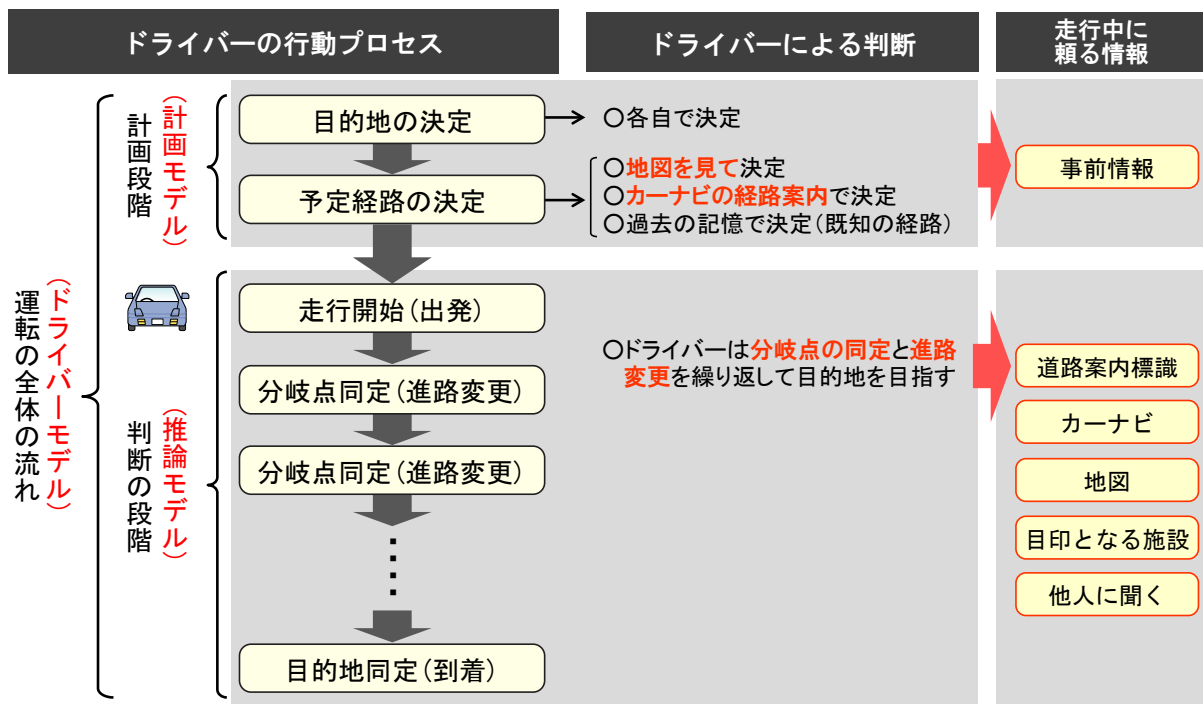 ドライバーの行動プロセス
ドライバーによる判断
走行中に
頼る情報
運転の全体の流れ
(ドライバーモデル)
計画段階
(計画モデル)
目的地の決定
〇各自で決定
予定経路の決定
〇地図を見て決定
〇カーナビの経路案内で決定
〇過去の記憶で決定(既知の経路)
事前情報
判断の段階
(推論モデル)
走行開始(出発)
分岐点同定(進路変更)
分岐点同定(進路変更)
目的地同定(到着)
〇ドライバーは分岐点の同定と進路
変更を繰り返して目的地を目指す
道路案内標識
カーナビ
地図
目印となる施設
他人に聞く